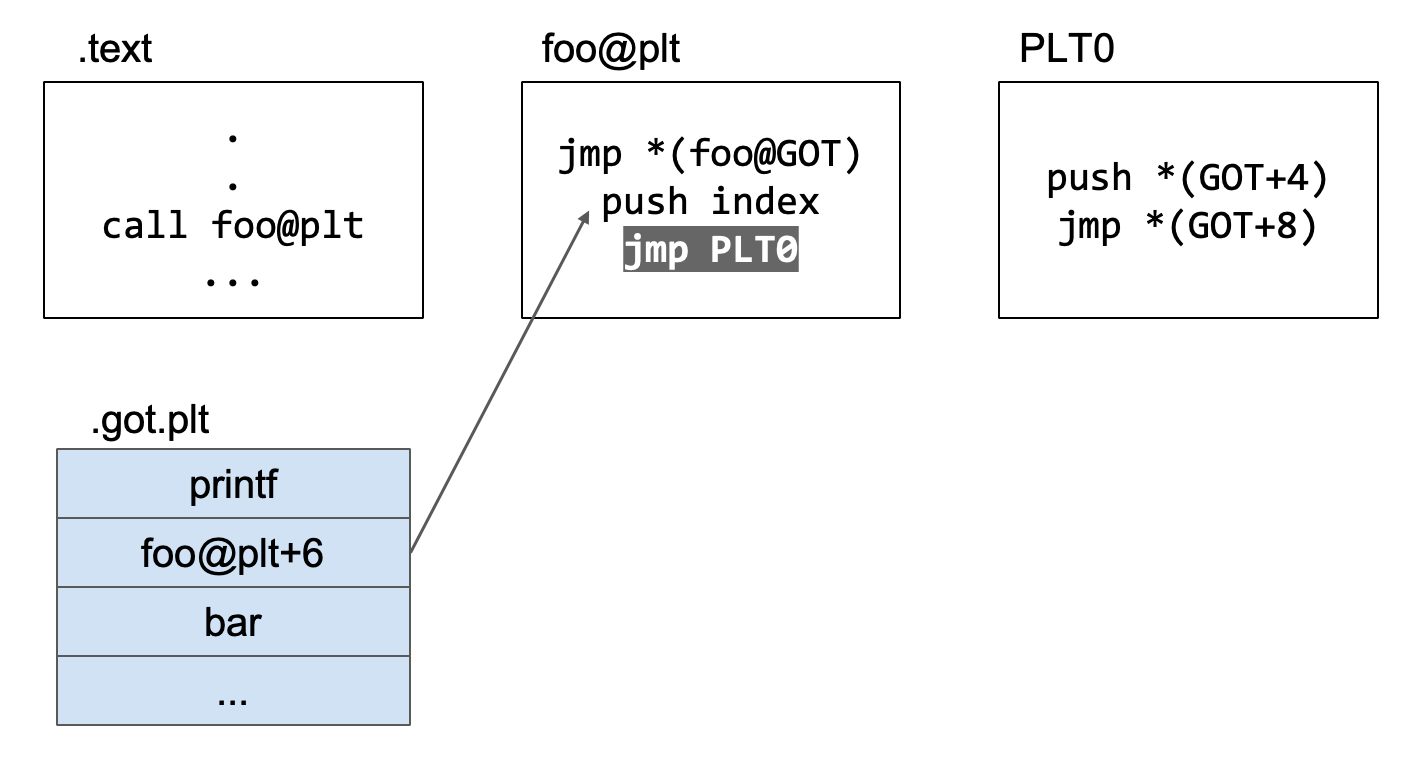 .text
.
.
call foo@plt
...
foo@plt
jmp *(foo@GOT)
push index
jmp PLT0
PLT0
push *(GOT+4)
jmp *(GOT+8)
.got.plt
printf
foo@plt+6
bar
...